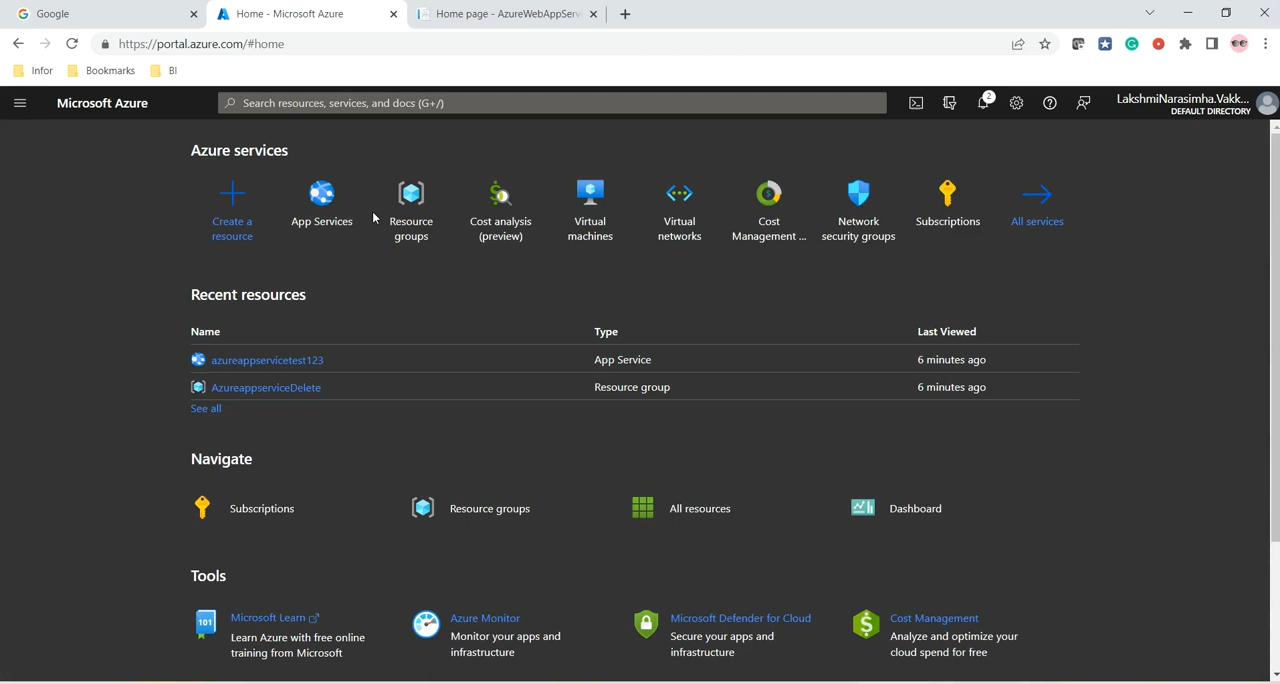 Google
Home - Microsoft Azure
Home page - AzureWebAppServi
https://portal.azure.com/#home
Infor
Bookmarks
BI
Microsoft Azure
Search resources, services, and docs (G+/)
2
LakshmiNarasimha.Vakk...
DEFAULT DIRECTORY
Azure services
Create a
resource
App Services
Resource
groups
Cost analysis
(preview)
Virtual
machines
Virtual
networks
Cost
Management ...
Network
security groups
Subscriptions
All services
Recent resources
Name Type Last Viewed
azureappservicetest123 App Service 6 minutes ago
AzureappserviceDelete Resource group 6 minutes ago
See all
Navigate
Subscriptions
Resource groups
All resources
Dashboard
Tools
101
Microsoft Learn
Learn Azure with free online
training from Microsoft
Azure Monitor
Monitor your apps and
infrastructure
Microsoft Defender for Cloud
Secure your apps and
infrastructure
Cost Management
Analyze and optimize your
cloud spend for free